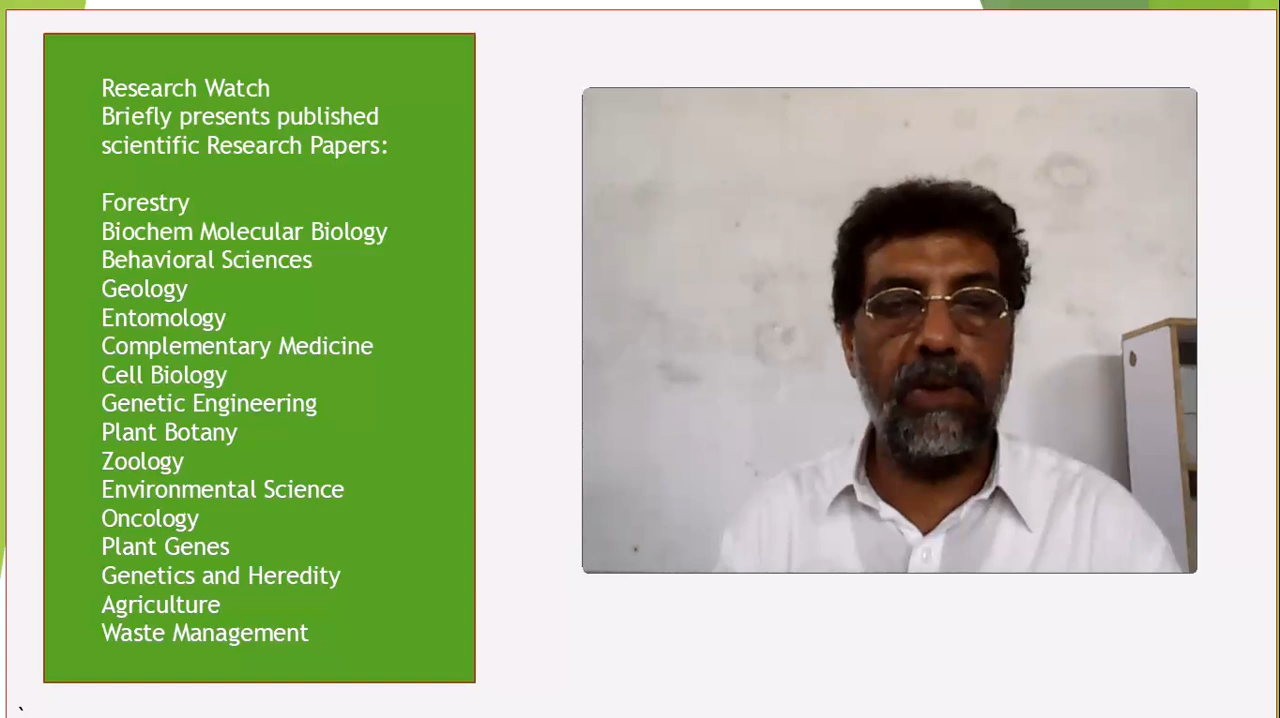 Research Watch
Briefly presents published
scientific Research Papers:
Forestry
Biochem Molecular Biology
Behavioral Sciences
Geology
Entomology
Complementary Medicine
Cell Biology
Genetic Engineering
Plant Botany
Zoology
Environmental Science
Oncology
Plant Genes
Genetics and Heredity
Agriculture
Waste Management
`